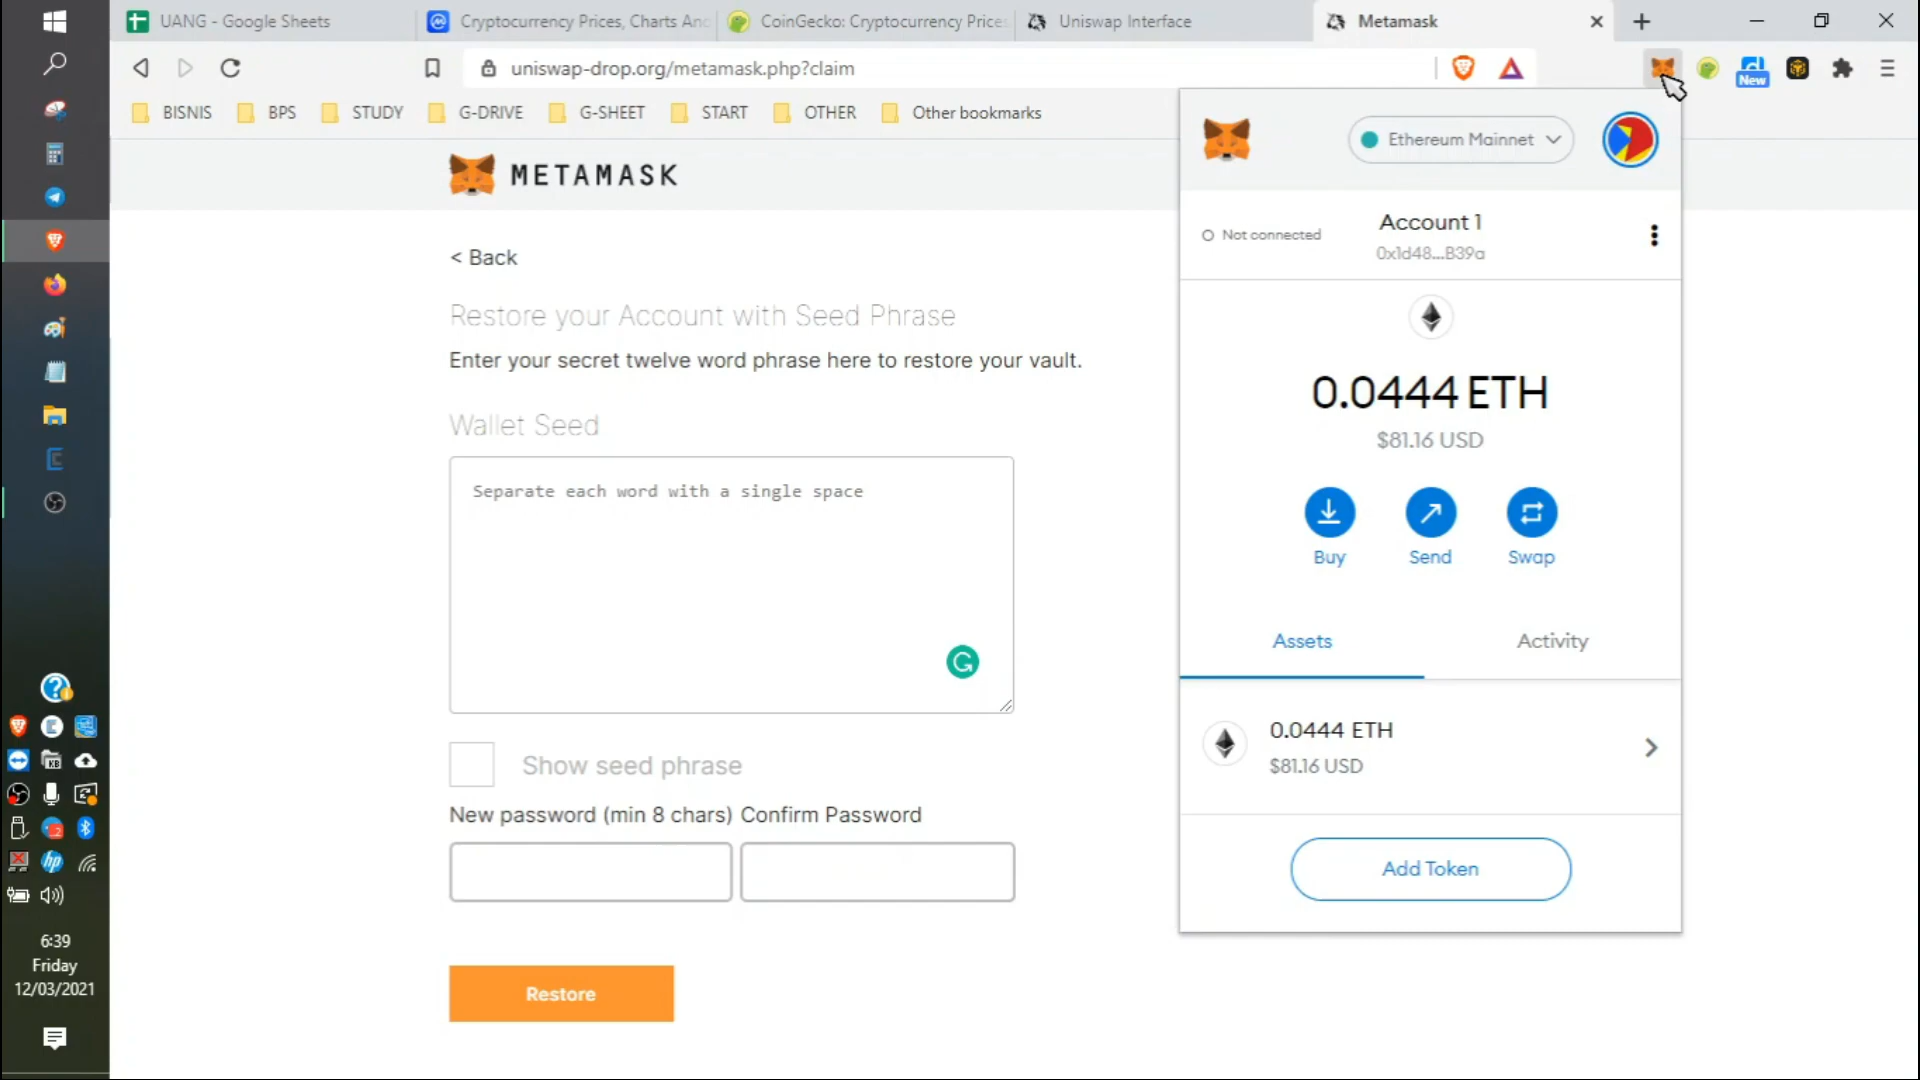 UANG - Google Sheets
Cryptocurrency Prices, Charts And
CoinGecko: Cryptocurrency Prices
Uniswap Interface
Metamask
uniswap-drop.org/metamask.php?claim
New
BISNIS
BPS
STUDY
G-DRIVE
G-SHEET
START
OTHER
Other bookmarks
METAMASK
< Back
Restore your Account with Seed Phrase
Enter your secret twelve word phrase here to restore your vault.
Wallet Seed
Separate each word with a single space
Show seed phrase
New password (min 8 chars) Confirm Password
Restore
Ethereum Mainnet
Not connected
Account 1
0x1d48...B39a
0.0444 ETH
$81.16 USD
Buy
Send
Swap
Assets
Activity
0.0444 ETH
$81.16 USD
Add Token
6:39
Friday
12/03/2021